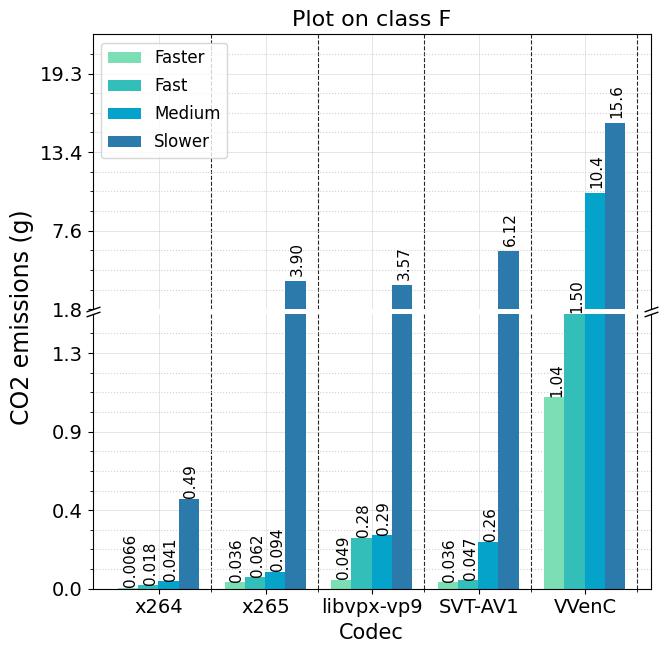 Plot on class F
Faster
Fast
Medium
Slower
CO2 emissions (g)
19.3
13.4
7.6
1.8
1.3
0.9
0.4
0.0
0.0066
0.018
0.041
0.49
0.036
0.062
0.094
3.90
0.049
0.28
0.29
3.57
0.036
0.047
0.26
6.12
1.04
1.50
10.4
15.6
x264
x265
libvpx-vp9
SVT-AV1
VVenC
Codec